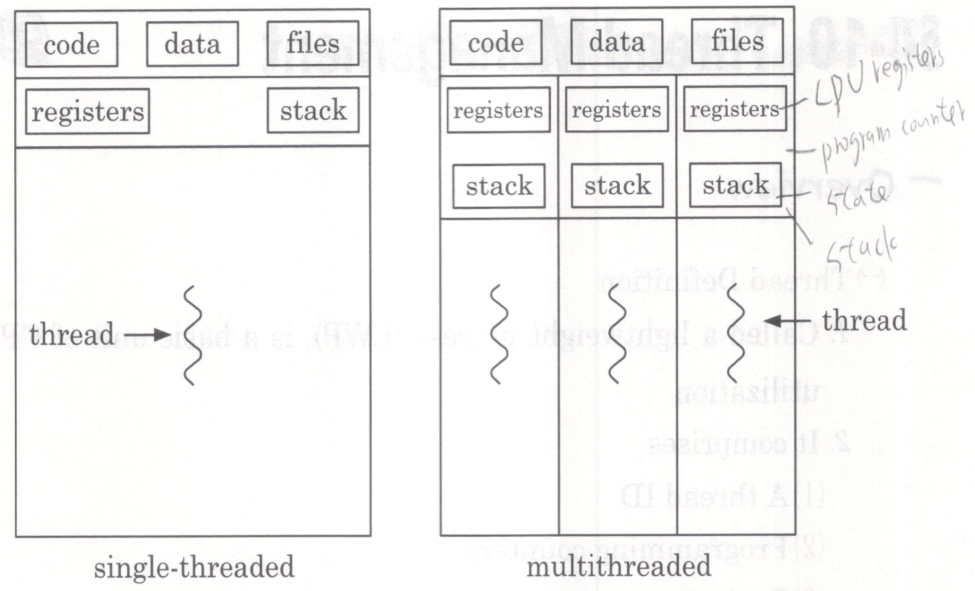 code data files
registers stack
thread
single-threaded
code data files
registers registers registers
stack stack stack
thread
multithreaded
CPU registers
program counter
state
stack